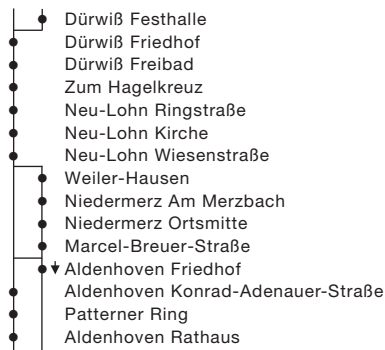 Dürwiß Festhalle
Dürwiß Friedhof
Dürwiß Freibad
Zum Hagelkreuz
Neu-Lohn Ringstraße
Neu-Lohn Kirche
Neu-Lohn Wiesenstraße
Weiler-Hausen
Niedermerz Am Merzbach
Niedermerz Ortsmitte
Marcel-Breuer-Straße
Aldenhoven Friedhof
Aldenhoven Konrad-Adenauer-Straße
Patterner Ring
Aldenhoven Rathaus